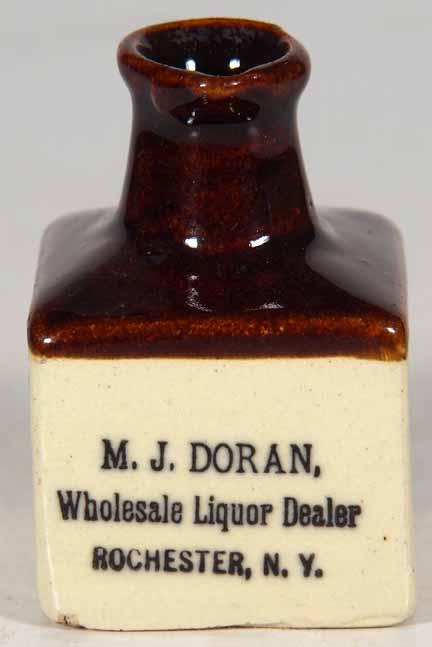 M. J. DORAN,
Wholesale Liquor Dealer
ROCHESTER, N. Y.